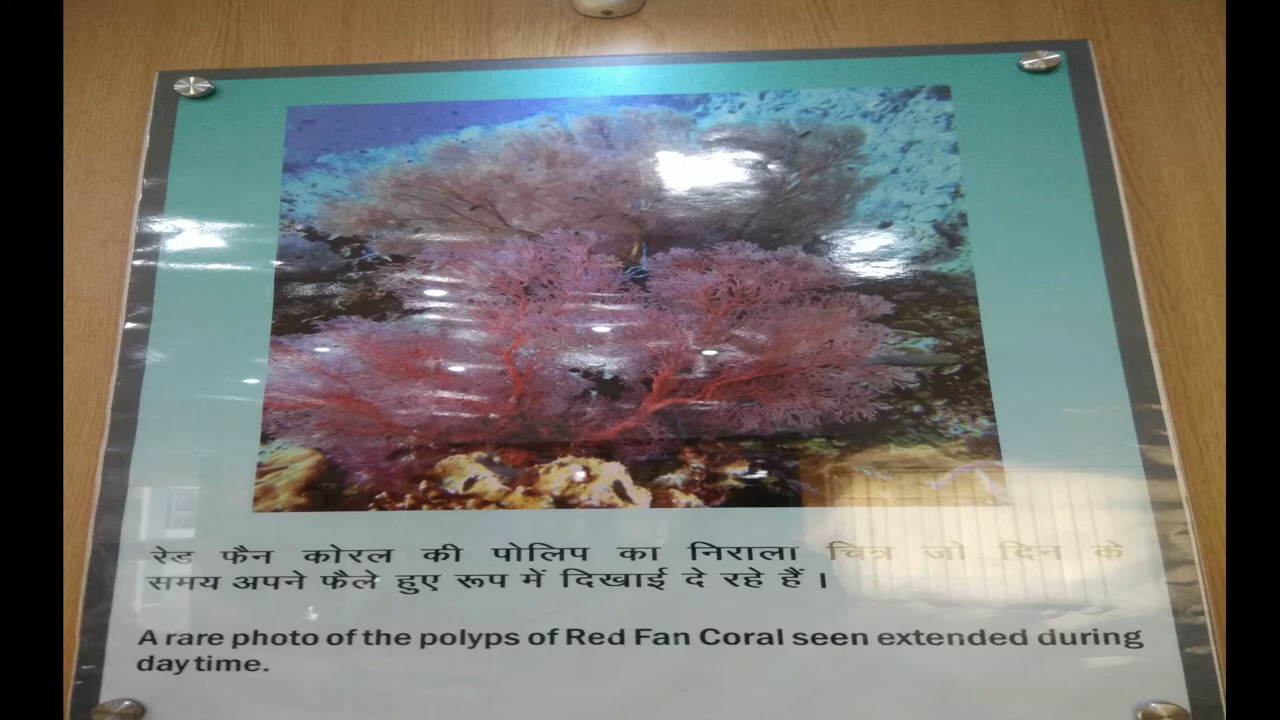 रेड फैन कोरल की पोलिप का निराला चित्र जो दिन के
समय अपने फैले हुए रूप में दिखाई दे रहे हैं ।
A rare photo of the polyps of Red Fan Coral seen extended during
day time.